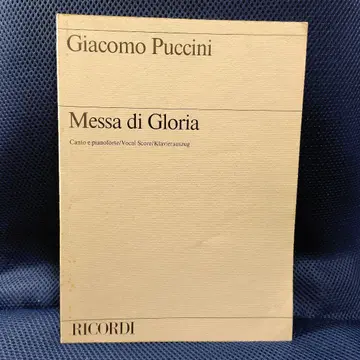 Giacomo Puccini
Messa di Gloria
Canto e pianoforte/Vocal Score/Klavierauszug
RICORDI